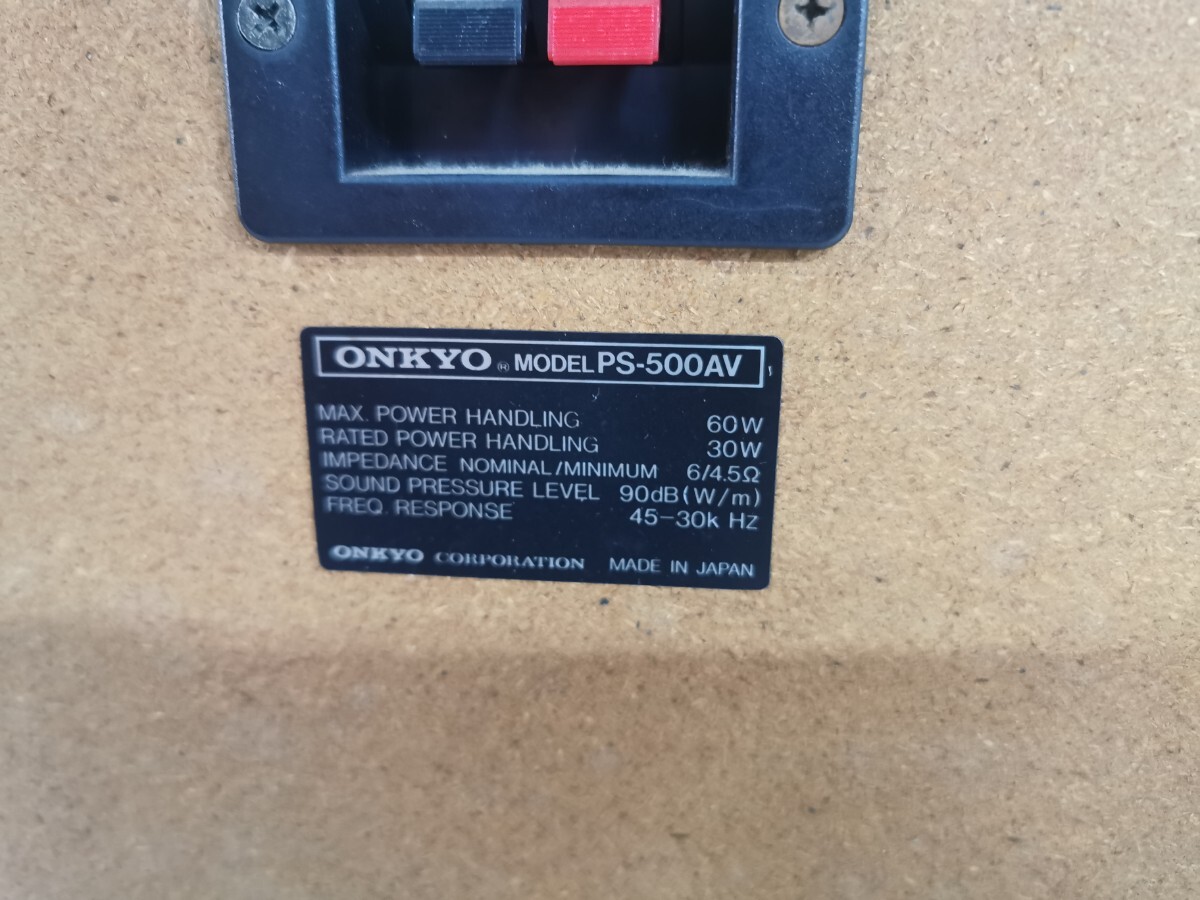 ONKYO ® MODEL PS-500AV
MAX. POWER HANDLING 60W
RATED POWER HANDLING 30W
IMPEDANCE NOMINAL/MINIMUM 6/4.5Ω
SOUND PRESSURE LEVEL 90dB(W/m)
FREQ. RESPONSE 45-30k Hz
ONKYO CORPORATION MADE IN JAPAN